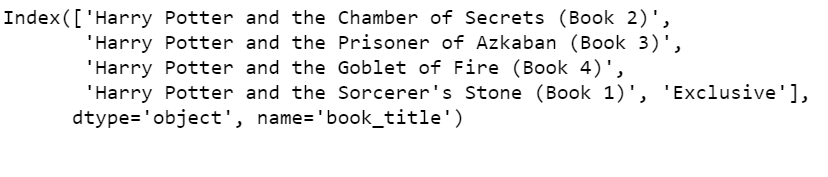 Index(['Harry Potter and the Chamber of Secrets (Book 2)',
       'Harry Potter and the Prisoner of Azkaban (Book 3)',
       'Harry Potter and the Goblet of Fire (Book 4)',
       'Harry Potter and the Sorcerer's Stone (Book 1)', 'Exclusive'],
      dtype='object', name='book_title')